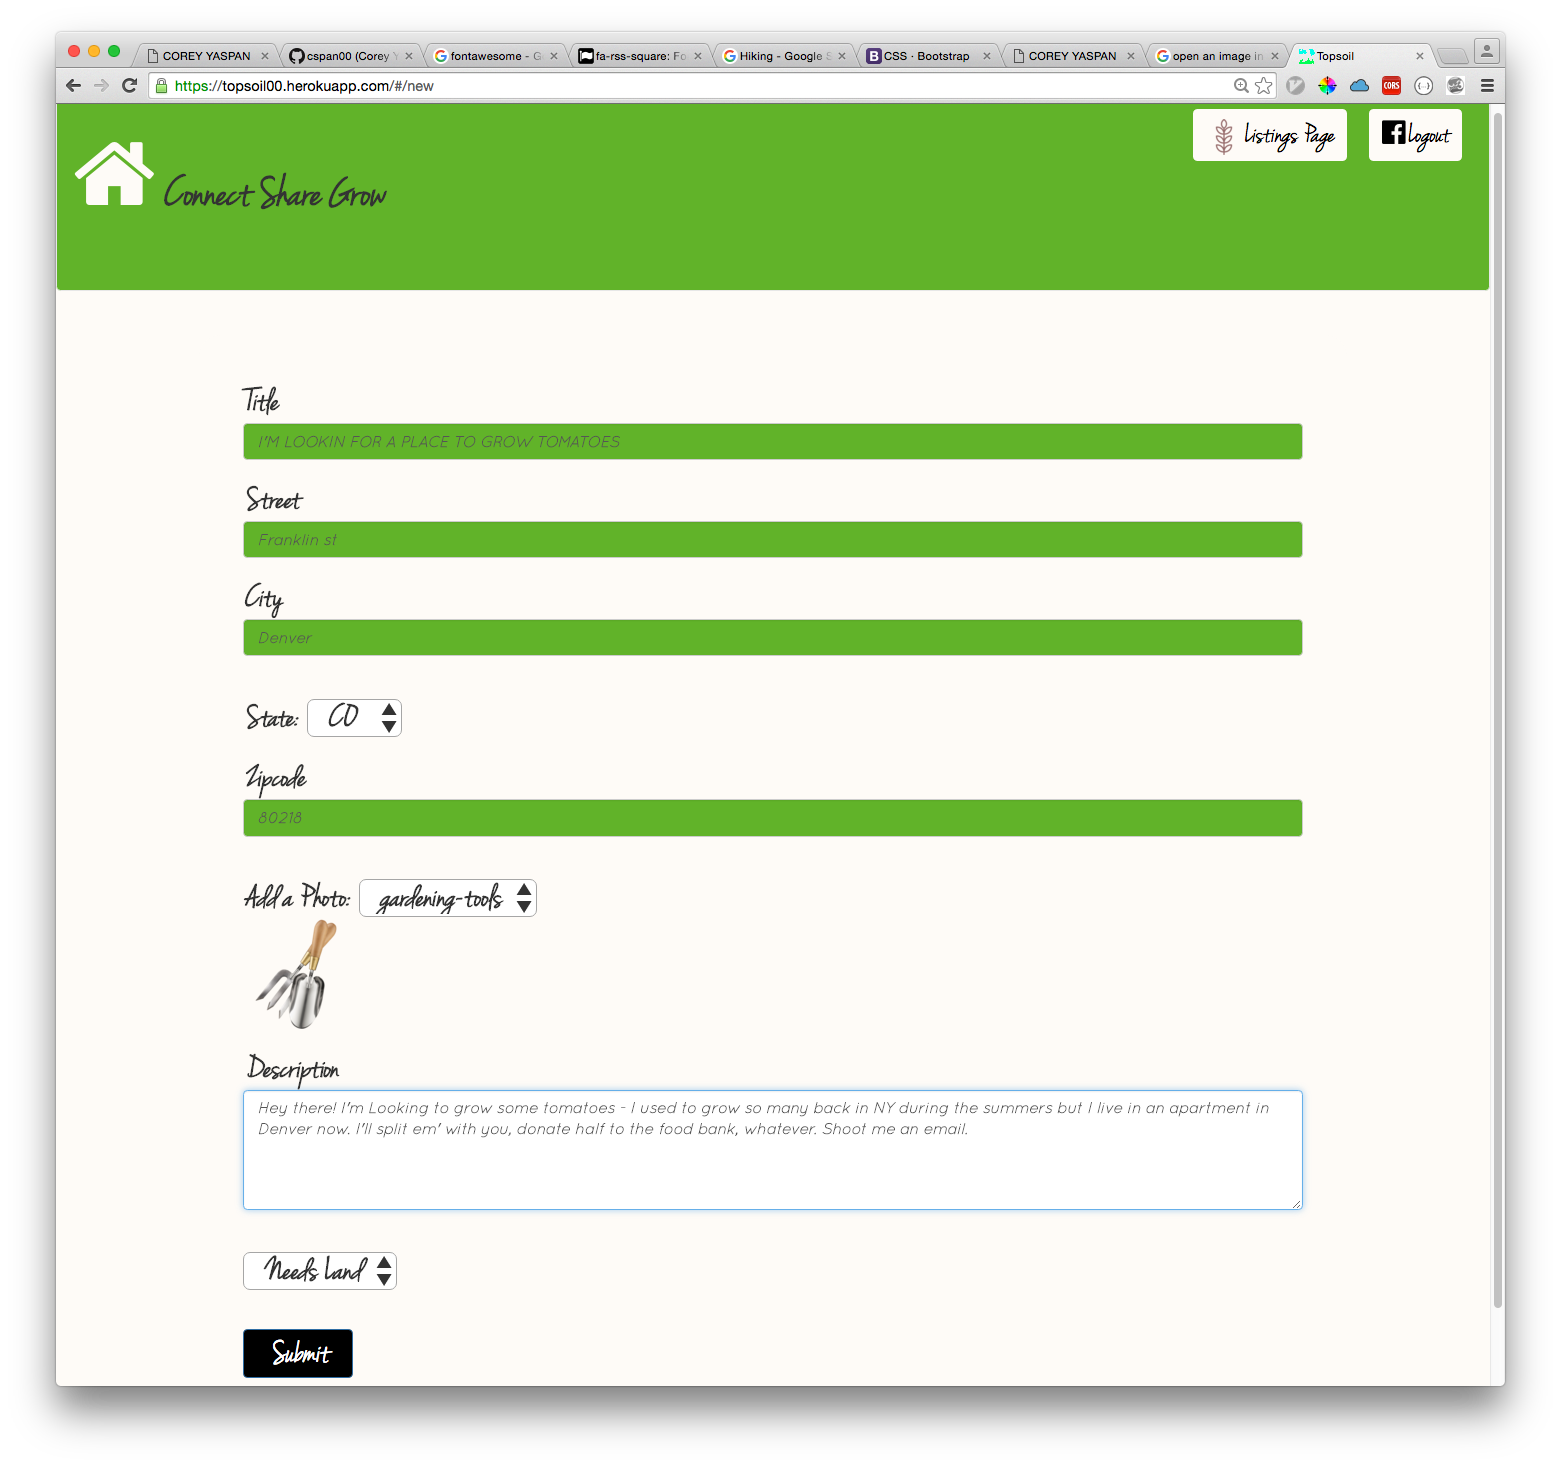 COREY YASPAN
cspan00 (Corey Y
fontawesome - G
fa-rss-square: Fo
Hiking - Google S
CSS · Bootstrap
COREY YASPAN
open an image in
Topsoil
https://topsoil00.herokuapp.com/#/new
CORS
Listings Page
Logout
Connect Share Grow
Title
I'M LOOKIN FOR A PLACE TO GROW TOMATOES
Street
Franklin st
City
Denver
State: CO
Zipcode
80218
Add a Photo: gardening-tools
Description
Hey there! I'm Looking to grow some tomatoes - I used to grow so many back in NY during the summers but I live in an apartment in
Denver now. I'll split em' with you, donate half to the food bank, whatever. Shoot me an email.
Needs Land
Submit